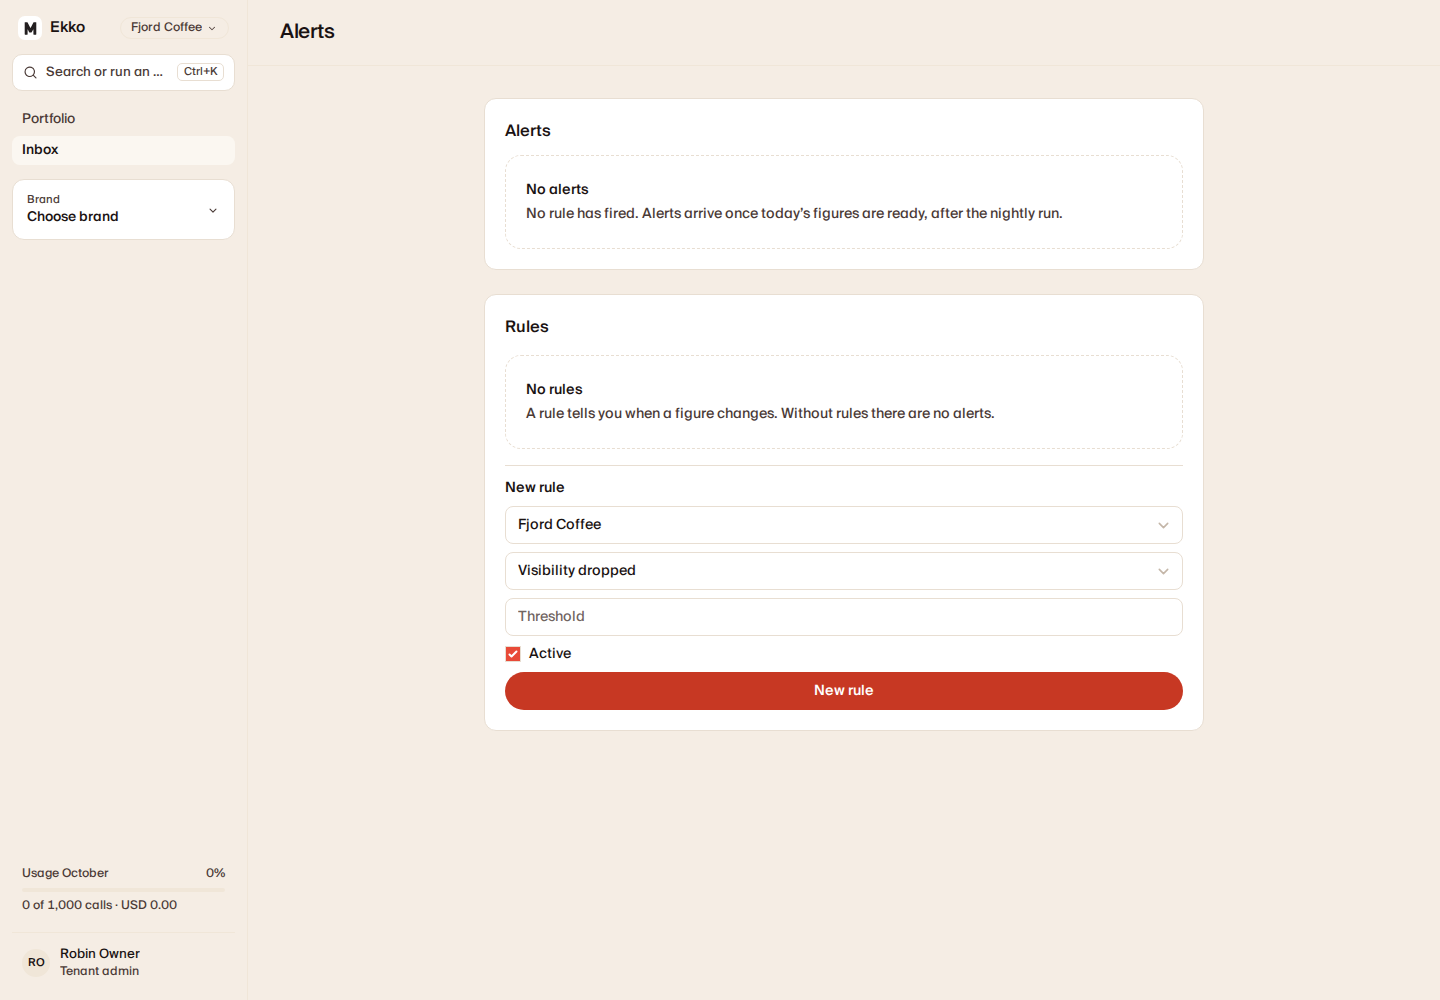 M Ekko
Fjord Coffee
Search or run an ...
Ctrl+K
Portfolio
Inbox
Brand
Choose brand
Usage October 0%
0 of 1,000 calls · USD 0.00
RO
Robin Owner
Tenant admin
Alerts
Alerts
No alerts
No rule has fired. Alerts arrive once today’s figures are ready, after the nightly run.
Rules
No rules
A rule tells you when a figure changes. Without rules there are no alerts.
New rule
Fjord Coffee
Visibility dropped
Threshold
Active
New rule